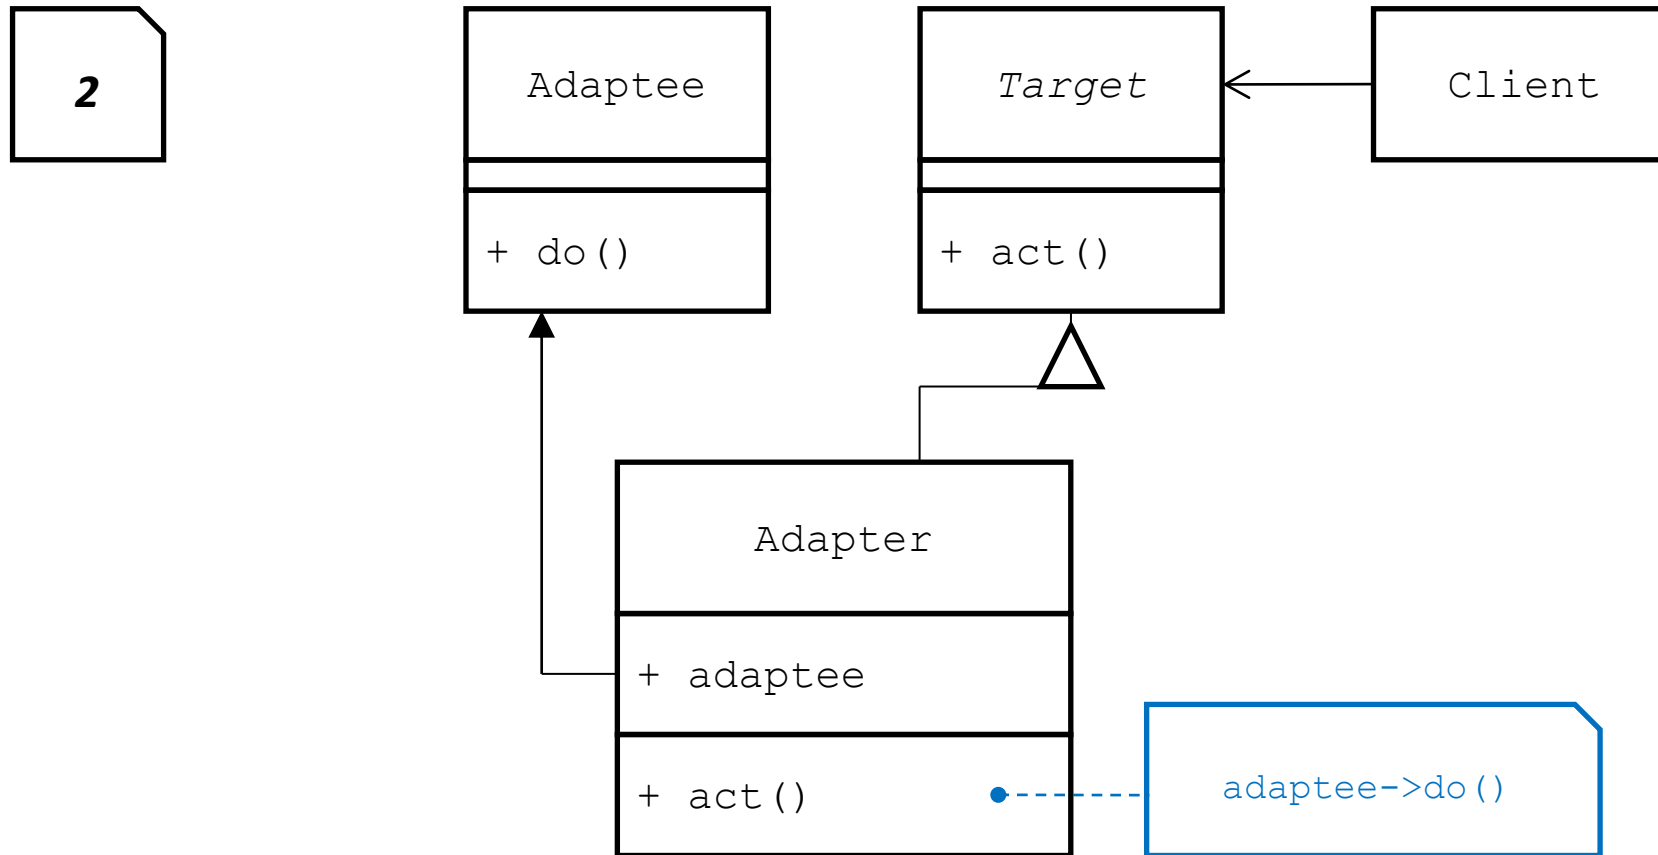 2
Adaptee
Target
Client
+ do()
+ act()
Adapter
+ adaptee
+ act()
adaptee->do()